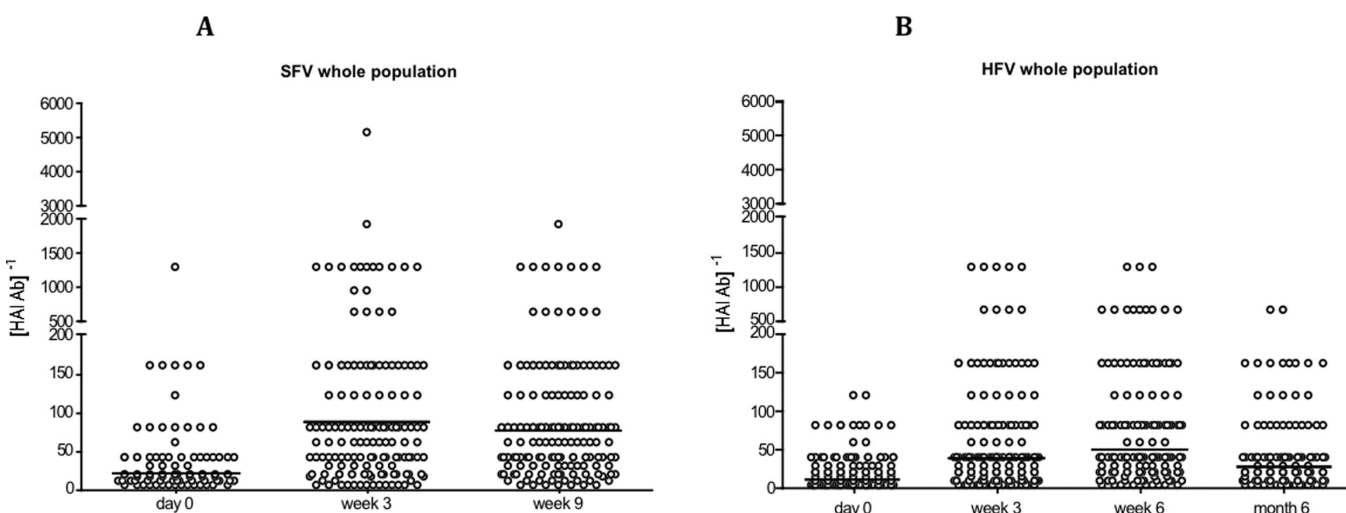 A
SFV whole population
6000
5000
4000
3000
2000
1500
1000
500
200
150
100
50
0
[HAI Ab] -1
day 0
week 3
week 9
B
HFV whole population
6000
5000
4000
3000
2000
1500
1000
500
200
150
100
50
0
[HAI Ab] -1
day 0
week 3
week 6
month 6